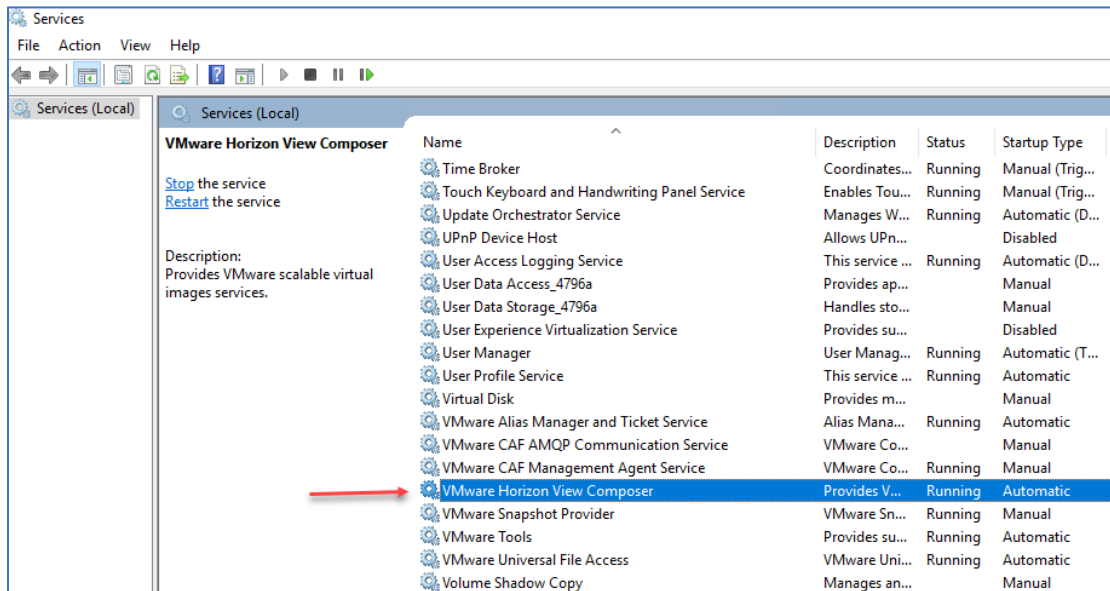 Services
File Action View Help
Services (Local)
Services (Local)
VMware Horizon View Composer
Stop the service
Restart the service
Description:
Provides VMware scalable virtual
images services.
Name Description Status Startup Type
Time Broker Coordinates... Running Manual (Trig...
Touch Keyboard and Handwriting Panel Service Enables Tou... Running Manual (Trig...
Update Orchestrator Service Manages W... Running Automatic (D...
UPnP Device Host Allows UPn... Disabled
User Access Logging Service This service ... Running Automatic (D...
User Data Access_4796a Provides ap... Manual
User Data Storage_4796a Handles sto... Manual
User Experience Virtualization Service Provides su... Disabled
User Manager User Manag... Running Automatic (T...
User Profile Service This service ... Running Automatic
Virtual Disk Provides m... Manual
VMware Alias Manager and Ticket Service Alias Mana... Running Automatic
VMware CAF AMQP Communication Service VMware Co... Manual
VMware CAF Management Agent Service VMware Co... Running Manual
VMware Horizon View Composer Provides V... Running Automatic
VMware Snapshot Provider VMware Sn... Running Manual
VMware Tools Provides su... Running Automatic
VMware Universal File Access VMware Uni... Running Automatic
Volume Shadow Copy Manages an... Manual